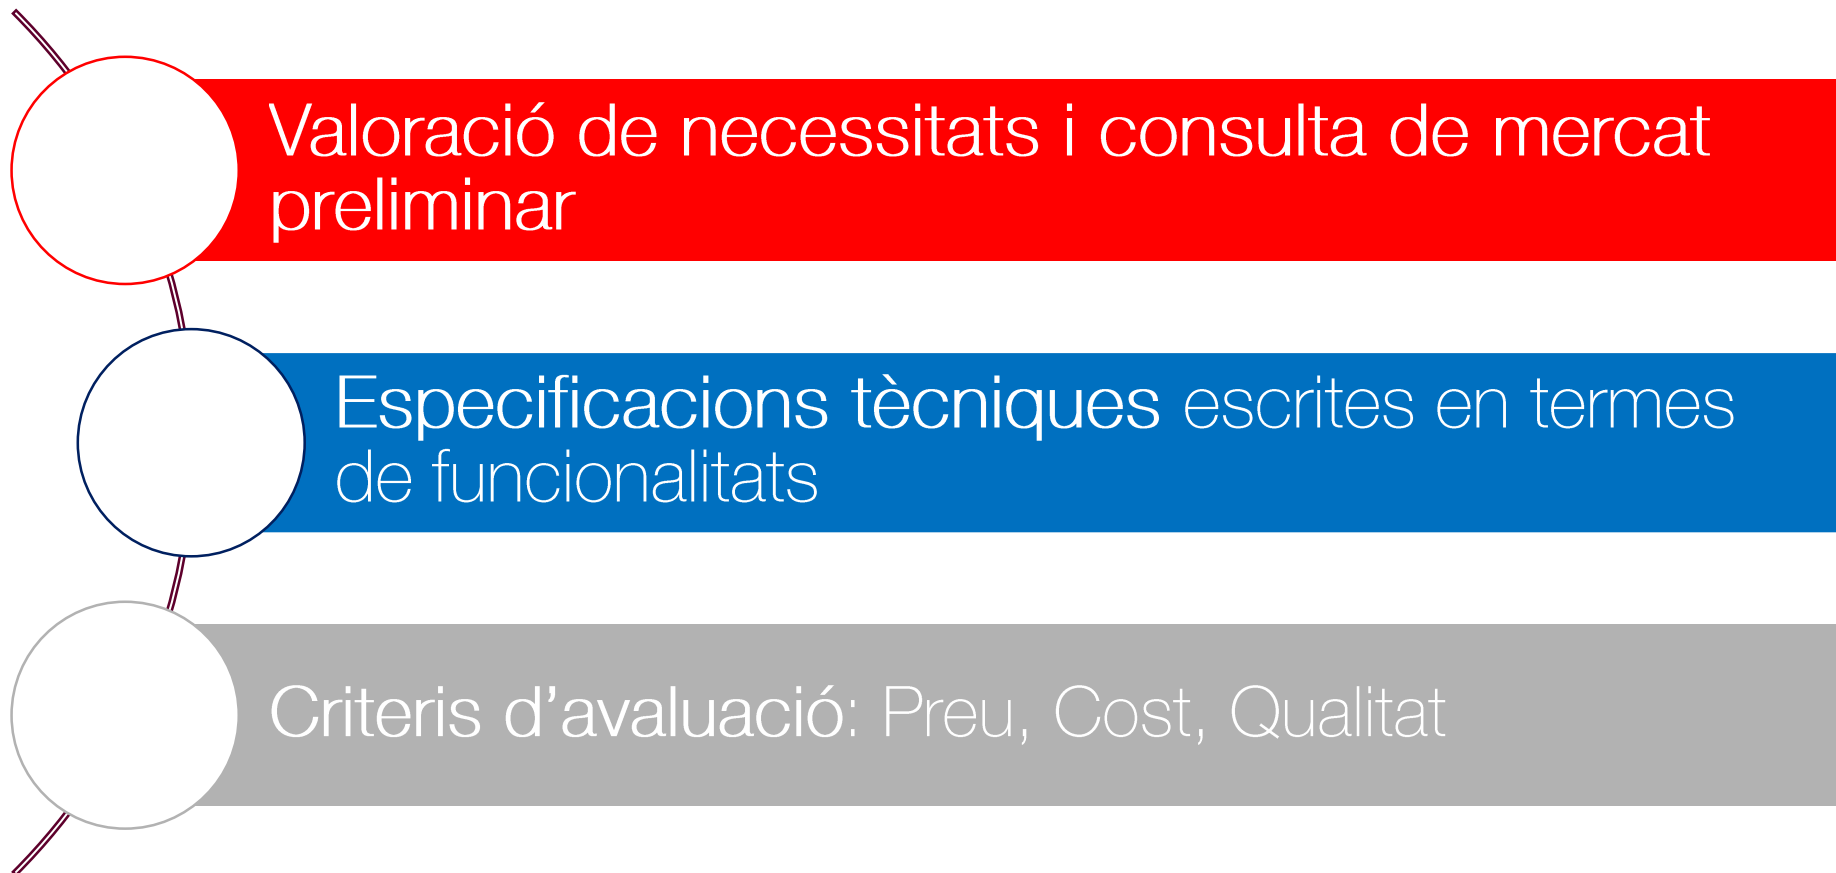 Valoració de necessitats i consulta de mercat
preliminar
Especificacions tècniques escrites en termes
de funcionalitats
Criteris d’avaluació: Preu, Cost, Qualitat